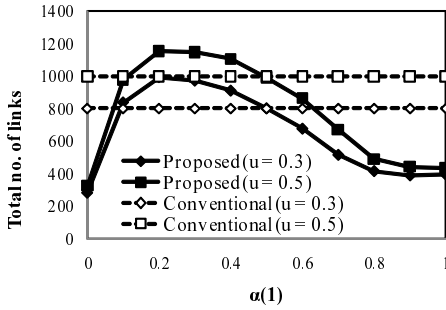 1400
1200
1000
800
600
400
200
0
Total no. of links
Proposed(u = 0.3)
Proposed(u = 0.5)
Conventional(u = 0.3)
Conventional(u = 0.5)
0 0.2 0.4 0.6 0.8 1
α(1)